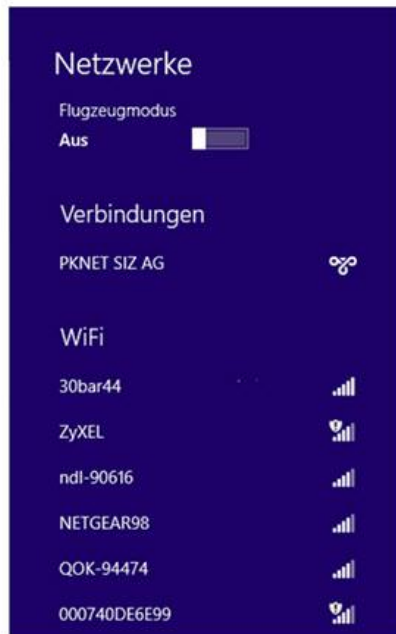 Netzwerke
Flugzeugmodus
Aus
Verbindungen
PKNET SIZ AG
WiFi
30bar44
ZyXEL
ndl-90616
NETGEAR98
QOK-94474
000740DE6E99